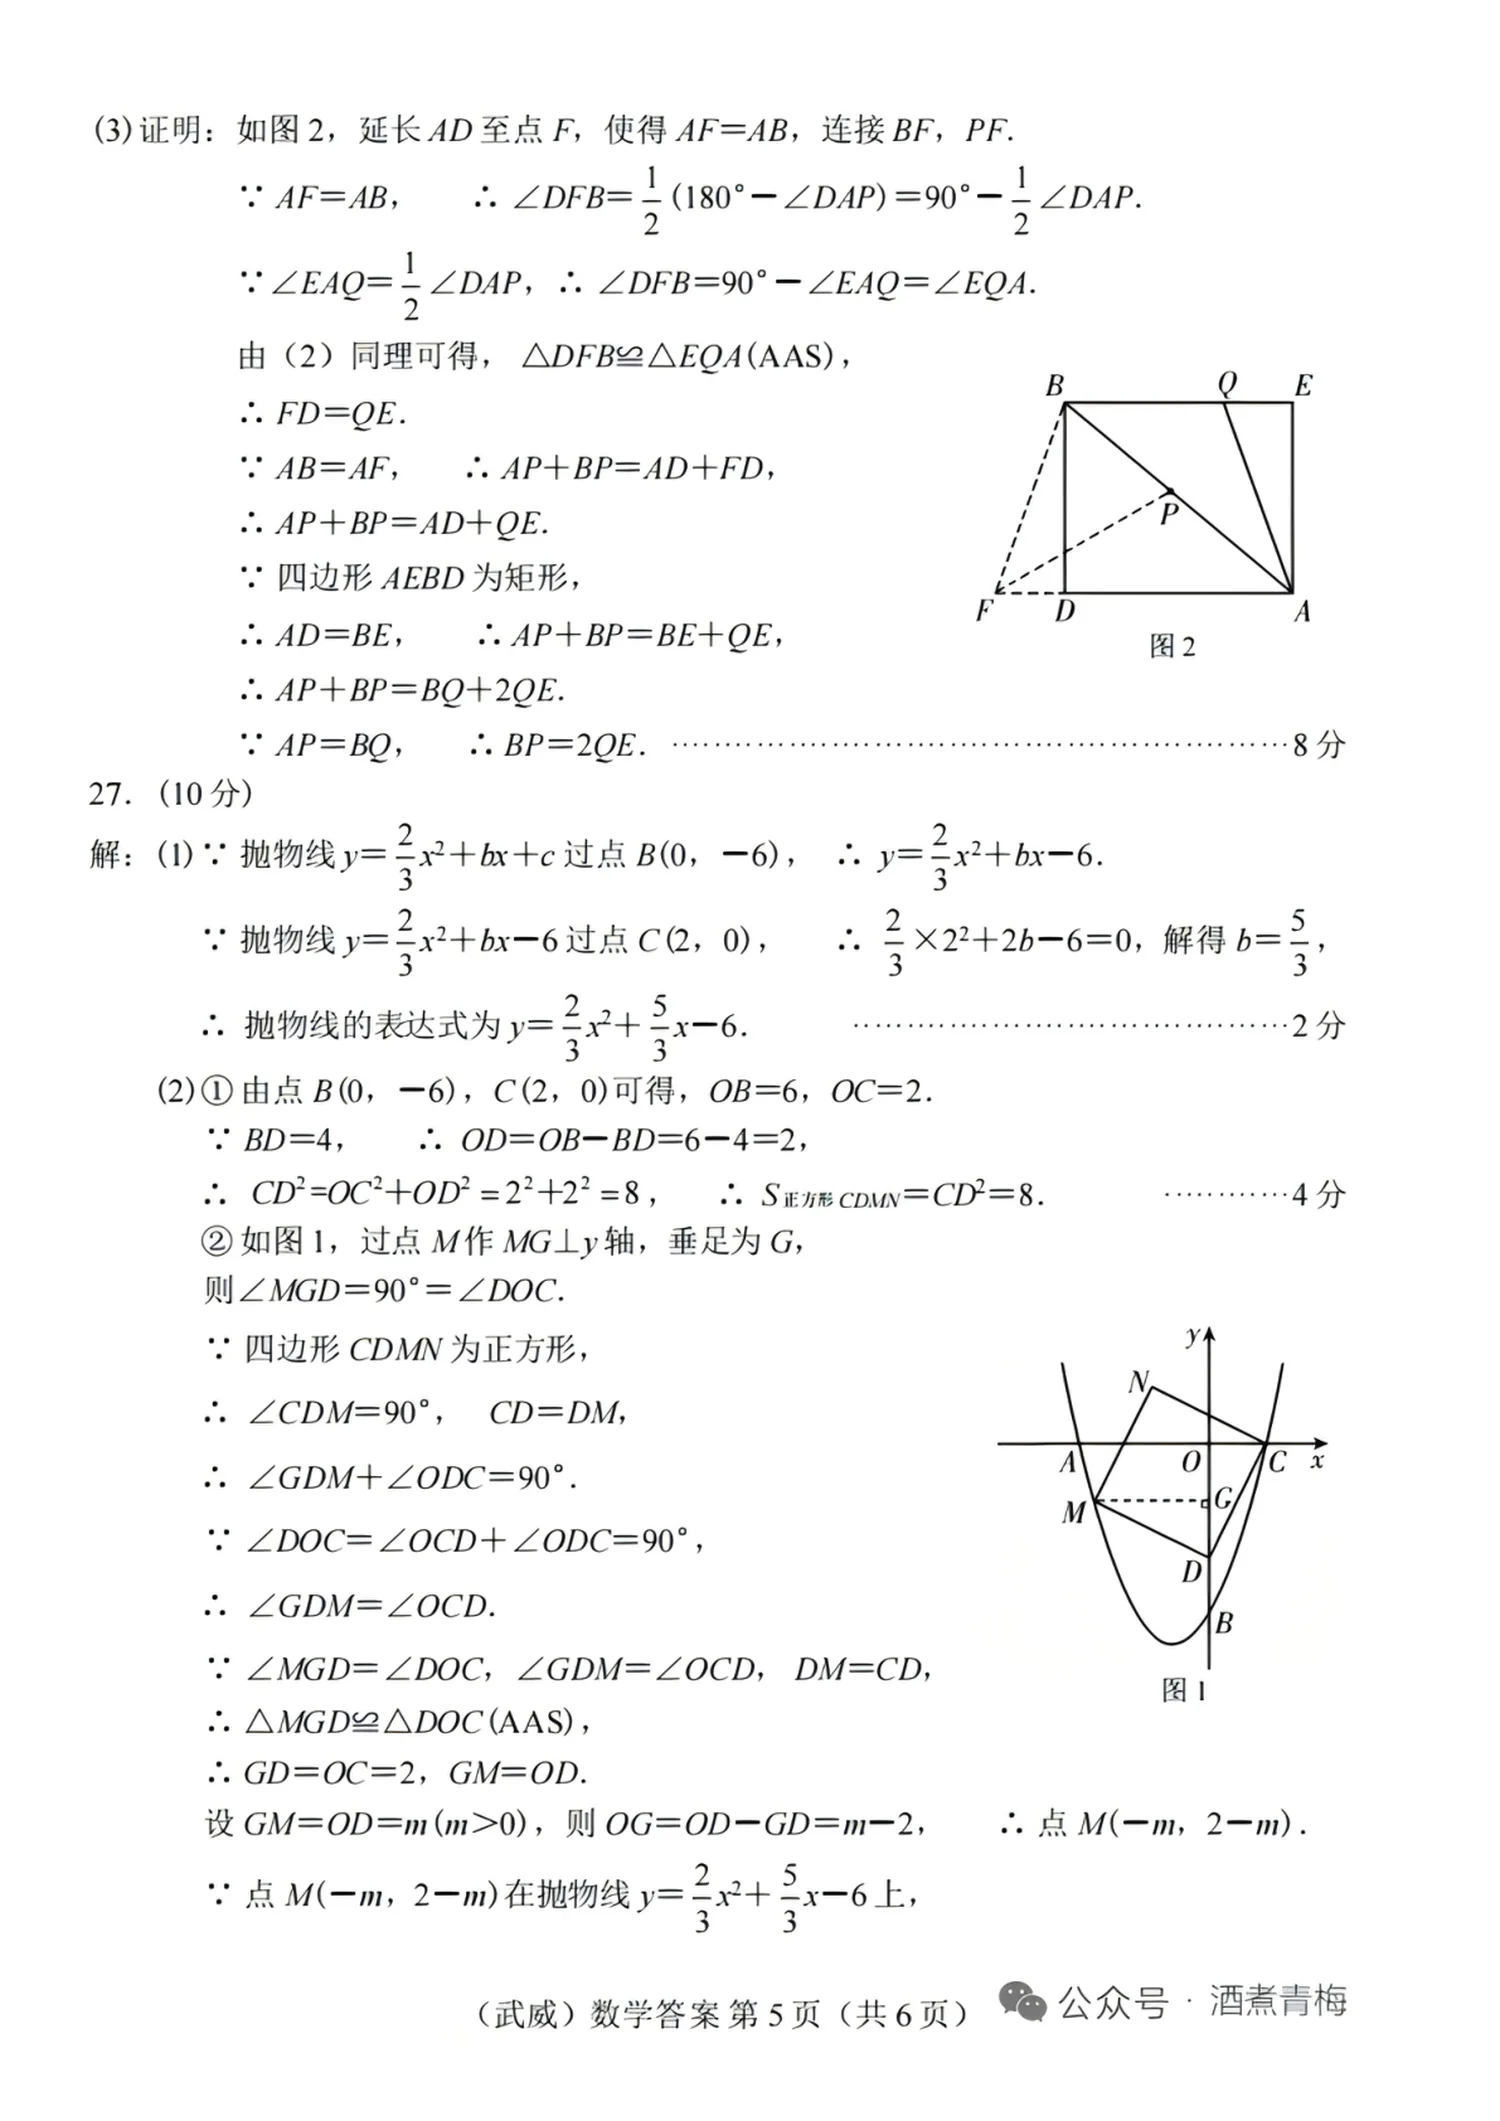 (3)证明：如图2，延长AD至点F，使得AF=AB，连接BF，PF.
∵ AF=AB， ∴ ∠DFB=1/2(180°-∠DAP)=90°-1/2∠DAP.
∵∠EAQ=1/2∠DAP，∴ ∠DFB=90°-∠EAQ=∠EQA.
由（2）同理可得， △DFB≌△EQA(AAS)，
∴ FD=QE.
∵ AB=AF， ∴ AP+BP=AD+FD，
∴ AP+BP=AD+QE.
∵ 四边形AEBD为矩形，
∴ AD=BE， ∴ AP+BP=BE+QE，
∴ AP+BP=BQ+2QE.
∵ AP=BQ， ∴ BP=2QE. ……………………………………………………8分
B Q E
P
F D A
图2
27. (10分)
解：(1)∵ 抛物线y=2/3x²+bx+c过点B(0，-6)， ∴ y=2/3x²+bx-6.
∵ 抛物线y=2/3x²+bx-6过点C(2，0)， ∴ 2/3×2²+2b-6=0，解得b=5/3，
∴ 抛物线的表达式为y=2/3x²+5/3x-6. ……………………………………2分
(2)①由点B(0，-6)，C(2，0)可得，OB=6，OC=2.
∵ BD=4， ∴ OD=OB-BD=6-4=2，
∴ CD²=OC²+OD²=2²+2²=8， ∴ S正方形CDMN=CD²=8. …………4分
②如图1，过点M作MG⊥y轴，垂足为G，
则∠MGD=90°=∠DOC.
∵ 四边形CDMN为正方形，
∴ ∠CDM=90°， CD=DM，
∴ ∠GDM+∠ODC=90°.
∵ ∠DOC=∠OCD+∠ODC=90°，
∴ ∠GDM=∠OCD.
∵ ∠MGD=∠DOC，∠GDM=∠OCD， DM=CD，
∴ △MGD≌△DOC(AAS)，
∴ GD=OC=2，GM=OD.
y
N
A O C x
M G
D
B
图1
设GM=OD=m(m>0)，则OG=OD-GD=m-2， ∴ 点M(-m，2-m).
∵ 点M(-m，2-m)在抛物线y=2/3x²+5/3x-6上，
（武威）数学答案 第5页（共6页）
公众号 · 酒煮青梅